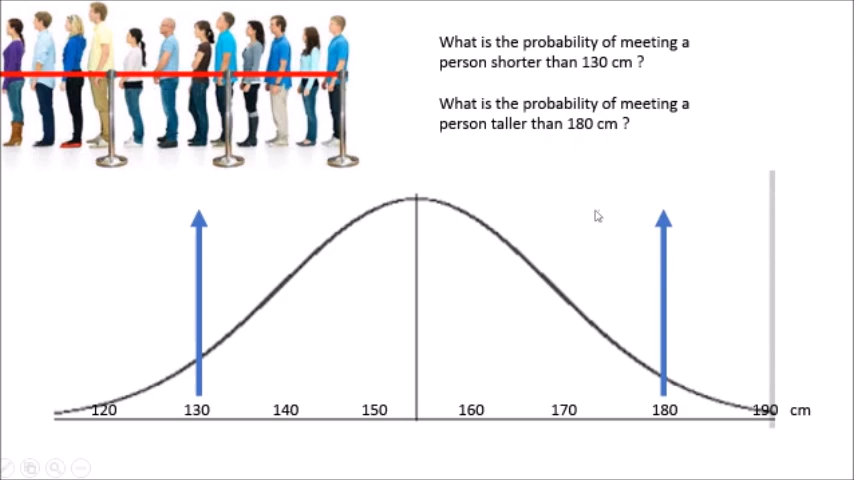 What is the probability of meeting a
person shorter than 130 cm ?
What is the probability of meeting a
person taller than 180 cm ?
120 130 140 150 160 170 180 190 cm